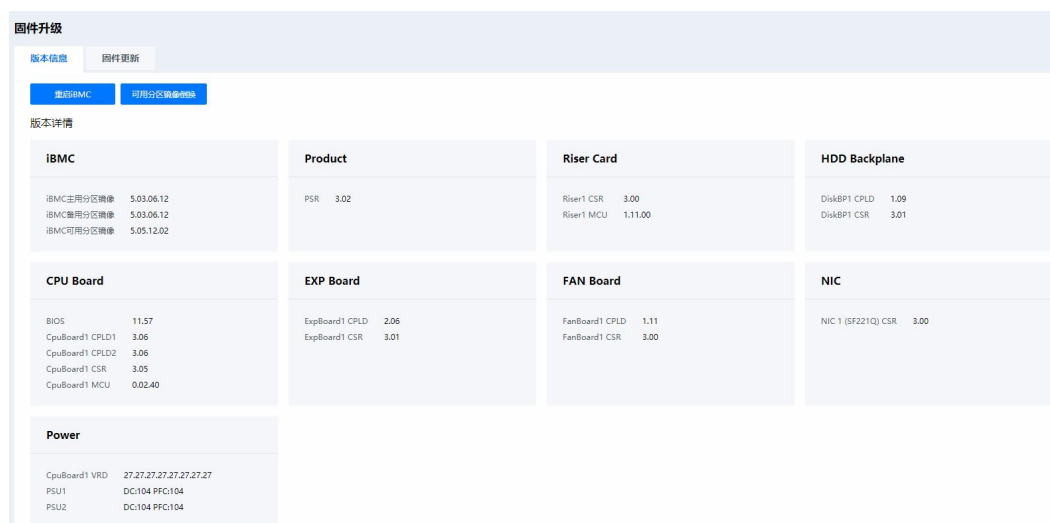 固件升级
版本信息 固件更新
重启iBMC 可用分区镜像倒换
版本详情
iBMC
iBMC主用分区镜像 5.03.06.12
iBMC备用分区镜像 5.03.06.12
iBMC可用分区镜像 5.05.12.02
Product
PSR 3.02
Riser Card
Riser1 CSR 3.00
Riser1 MCU 1.11.00
HDD Backplane
DiskBP1 CPLD 1.09
DiskBP1 CSR 3.01
CPU Board
BIOS 11.57
CpuBoard1 CPLD1 3.06
CpuBoard1 CPLD2 3.06
CpuBoard1 CSR 3.05
CpuBoard1 MCU 0.02.40
EXP Board
ExpBoard1 CPLD 2.06
ExpBoard1 CSR 3.01
FAN Board
FanBoard1 CPLD 1.11
FanBoard1 CSR 3.00
NIC
NIC 1 (SF221Q) CSR 3.00
Power
CpuBoard1 VRD 27.27.27.27.27.27.27.27
PSU1 DC:104 PFC:104
PSU2 DC:104 PFC:104